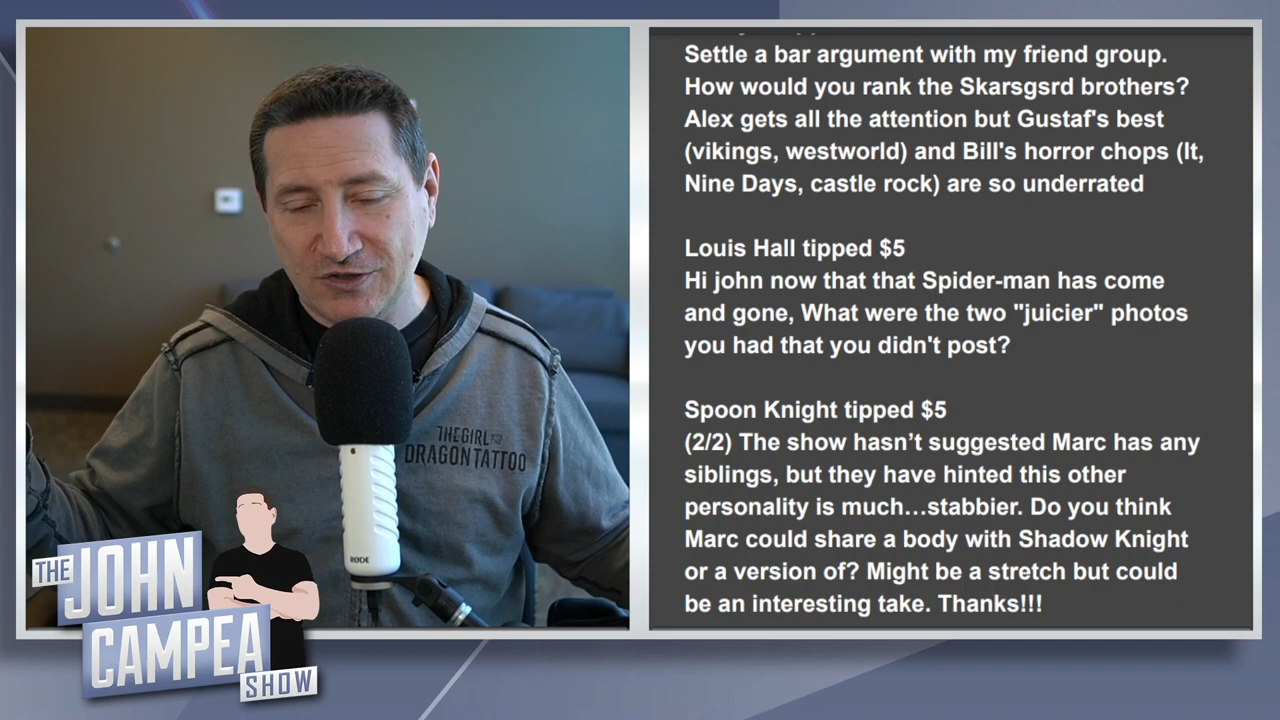 Settle a bar argument with my friend group.
How would you rank the Skarsgsrd brothers?
Alex gets all the attention but Gustaf's best
(vikings, westworld) and Bill's horror chops (It,
Nine Days, castle rock) are so underrated
Louis Hall tipped $5
Hi john now that that Spider-man has come
and gone, What were the two "juicier" photos
you had that you didn't post?
Spoon Knight tipped $5
(2/2) The show hasn’t suggested Marc has any
siblings, but they have hinted this other
personality is much…stabbier. Do you think
Marc could share a body with Shadow Knight
or a version of? Might be a stretch but could
be an interesting take. Thanks!!!
THE GIRL
DRAGON TATTOO
RØDE
THE
JOHN
CAMPEA
SHOW